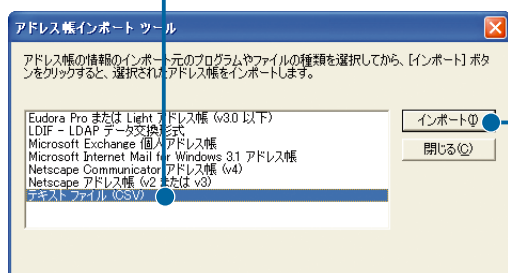 アドレス帳インポート ツール
アドレス帳の情報のインポート元のプログラムやファイルの種類を選択してから、[インポート] ボタ
ンをクリックすると、選択されたアドレス帳をインポートします。
Eudora Pro または Light アドレス帳 (v3.0 以下)
LDIF - LDAP データ交換形式
Microsoft Exchange 個人アドレス帳
Microsoft Internet Mail for Windows 3.1 アドレス帳
Netscape Communicator アドレス帳 (v4)
Netscape アドレス帳 (v2 または v3)
テキスト ファイル (CSV)
インポート(I)
閉じる(C)